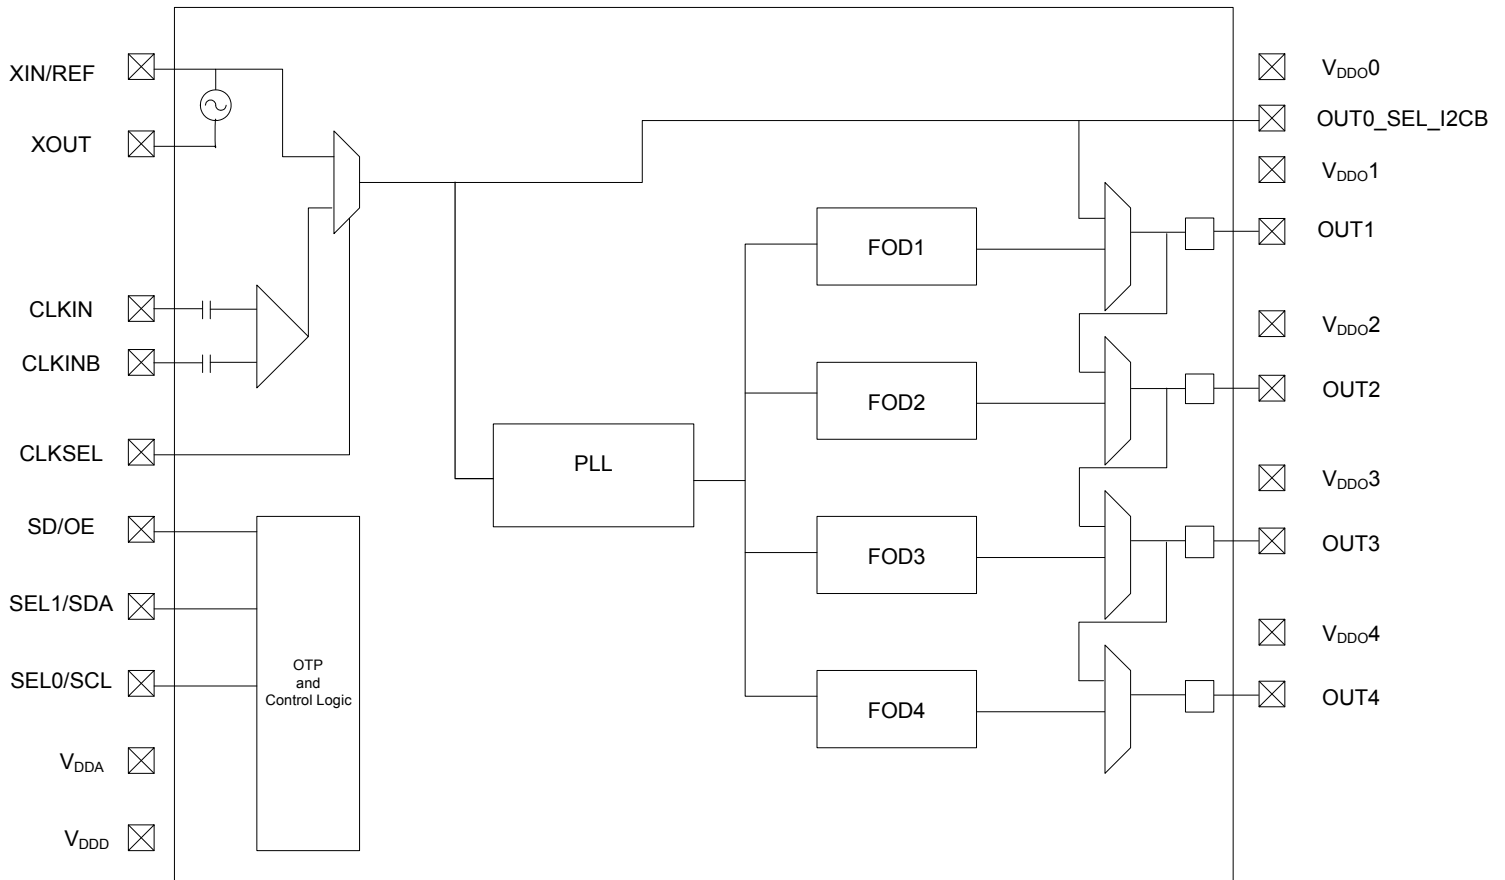 XIN/REF
XOUT
CLKIN
CLKINB
CLKSEL
SD/OE
SEL1/SDA
SEL0/SCL
VDDA
VDDD
OTP
and
Control Logic
PLL
FOD1
FOD2
FOD3
FOD4
VDDO0
OUT0_SEL_I2CB
VDDO1
OUT1
VDDO2
OUT2
VDDO3
OUT3
VDDO4
OUT4